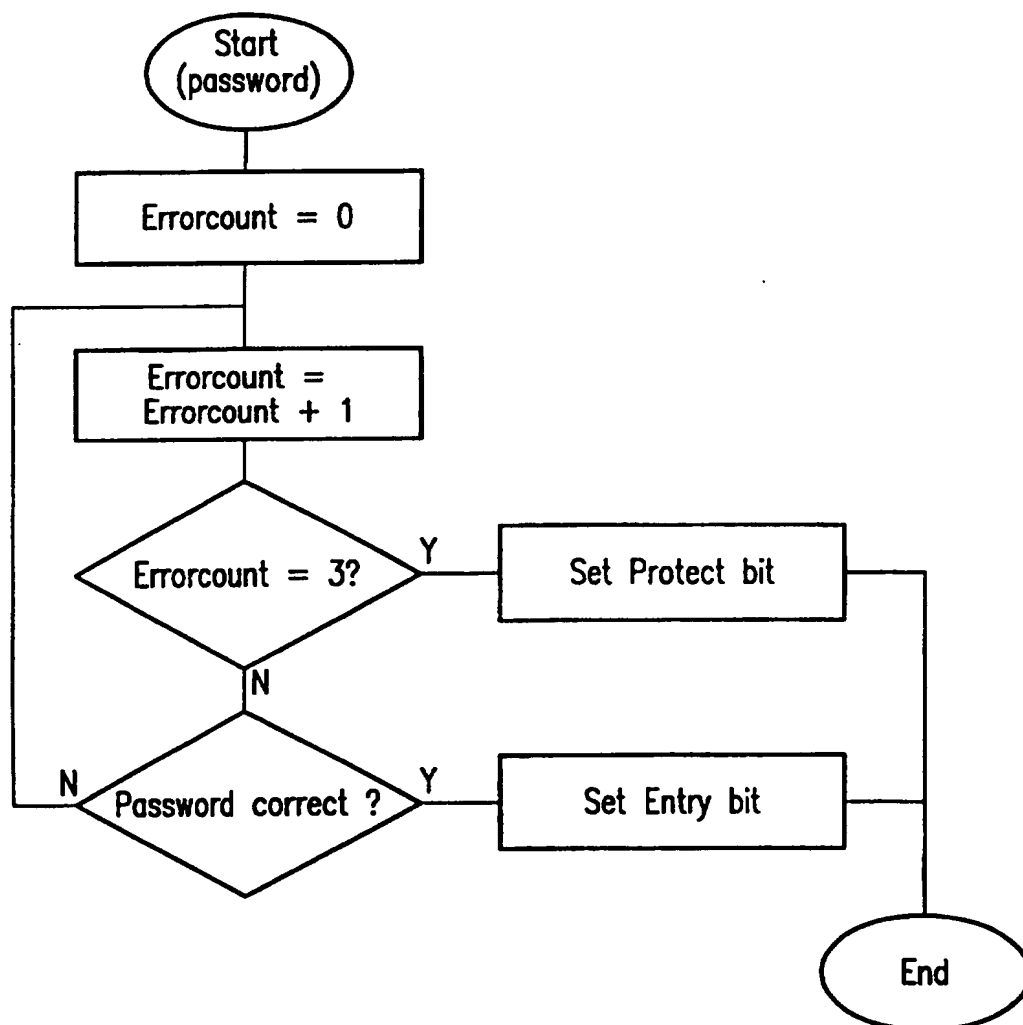 Start
(password)
Errorcount = 0
Errorcount =
Errorcount + 1
Errorcount = 3?
Y
Set Protect bit
N
N
Password correct ?
Y
Set Entry bit
End